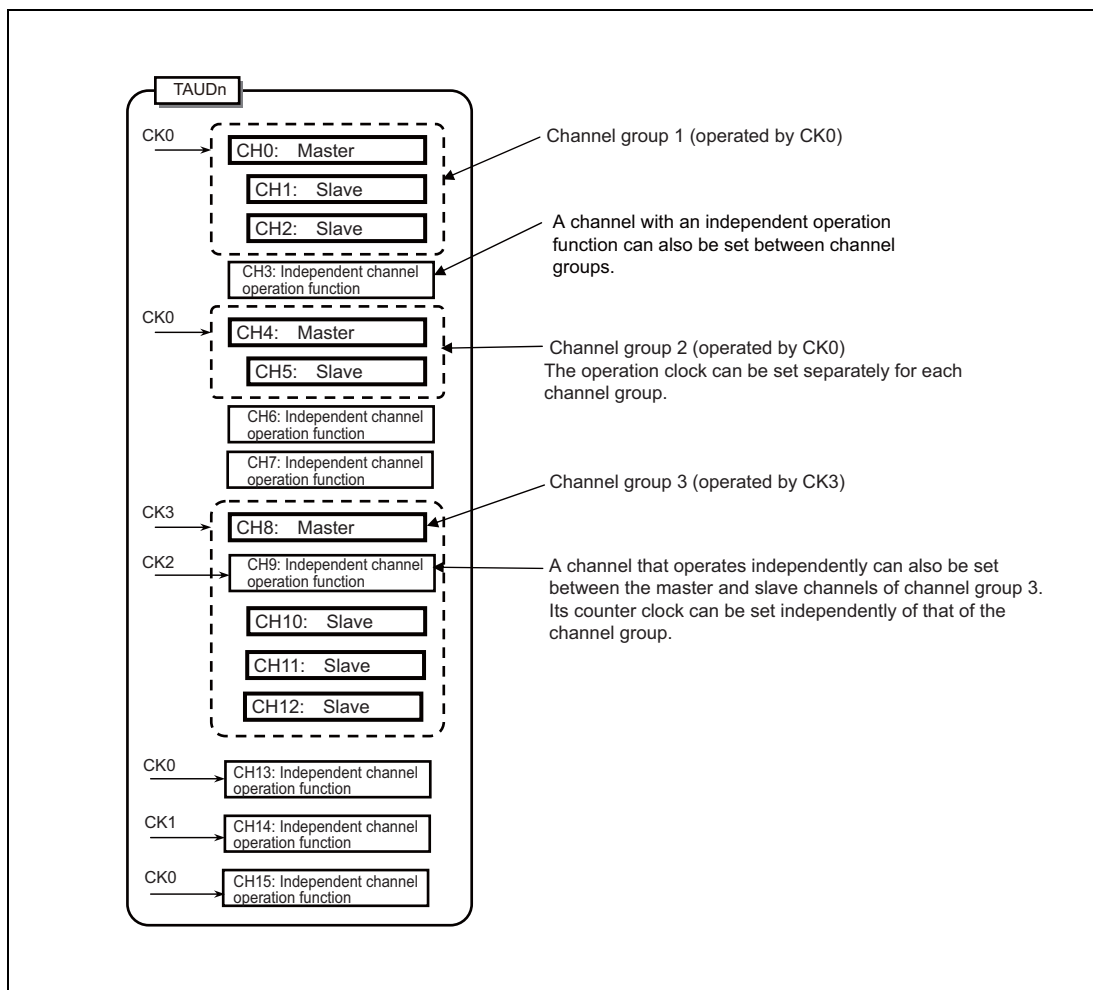 TAUDn
CK0
CH0: Master
Channel group 1 (operated by CK0)
CH1: Slave
CH2: Slave
A channel with an independent operation
function can also be set between channel
groups.
CH3: Independent channel
operation function
CK0
CH4: Master
CH5: Slave
Channel group 2 (operated by CK0)
The operation clock can be set separately for each
channel group.
CH6: Independent channel
operation function
CH7: Independent channel
operation function
Channel group 3 (operated by CK3)
CK3
CH8: Master
CK2
CH9: Independent channel
operation function
A channel that operates independently can also be set
between the master and slave channels of channel group 3.
Its counter clock can be set independently of that of the
channel group.
CH10: Slave
CH11: Slave
CH12: Slave
CK0
CH13: Independent channel
operation function
CK1
CH14: Independent channel
operation function
CK0
CH15: Independent channel
operation function